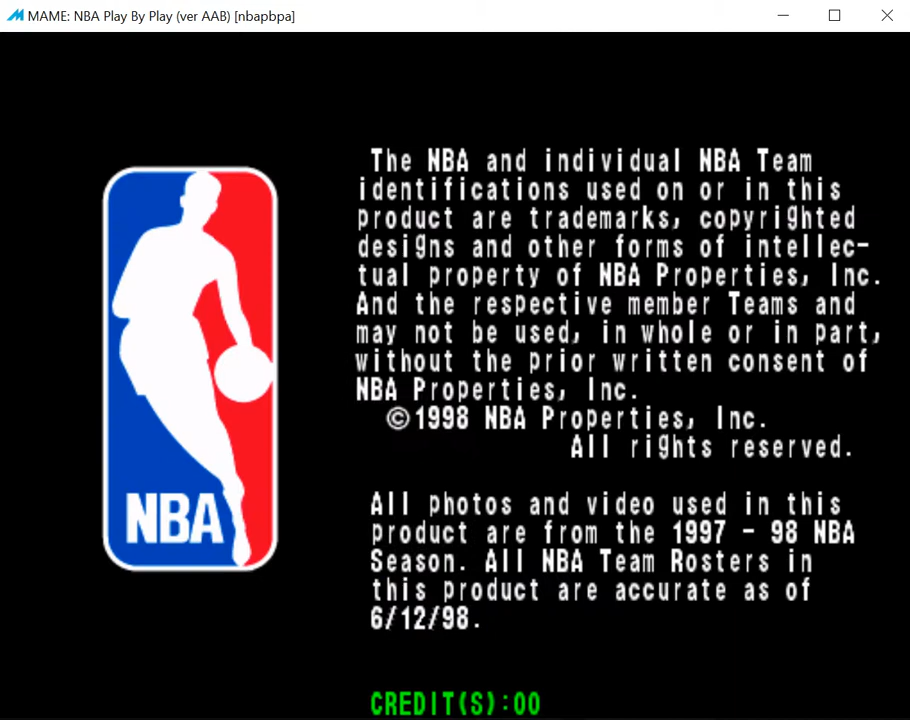 MAME: NBA Play By Play (ver AAB) [nbapbpa]
The NBA and individual NBA Team
identifications used on or in this
product are trademarks, copyrighted
designs and other forms of intellec-
tual property of NBA Properties, Inc.
And the respective member Teams and
may not be used, in whole or in part,
without the prior written consent of
NBA Properties, Inc.
©1998 NBA Properties, Inc.
All rights reserved.
All photos and video used in this
product are from the 1997 - 98 NBA
Season. All NBA Team Rosters in
this product are accurate as of
6/12/98.
NBA
CREDIT(S):00